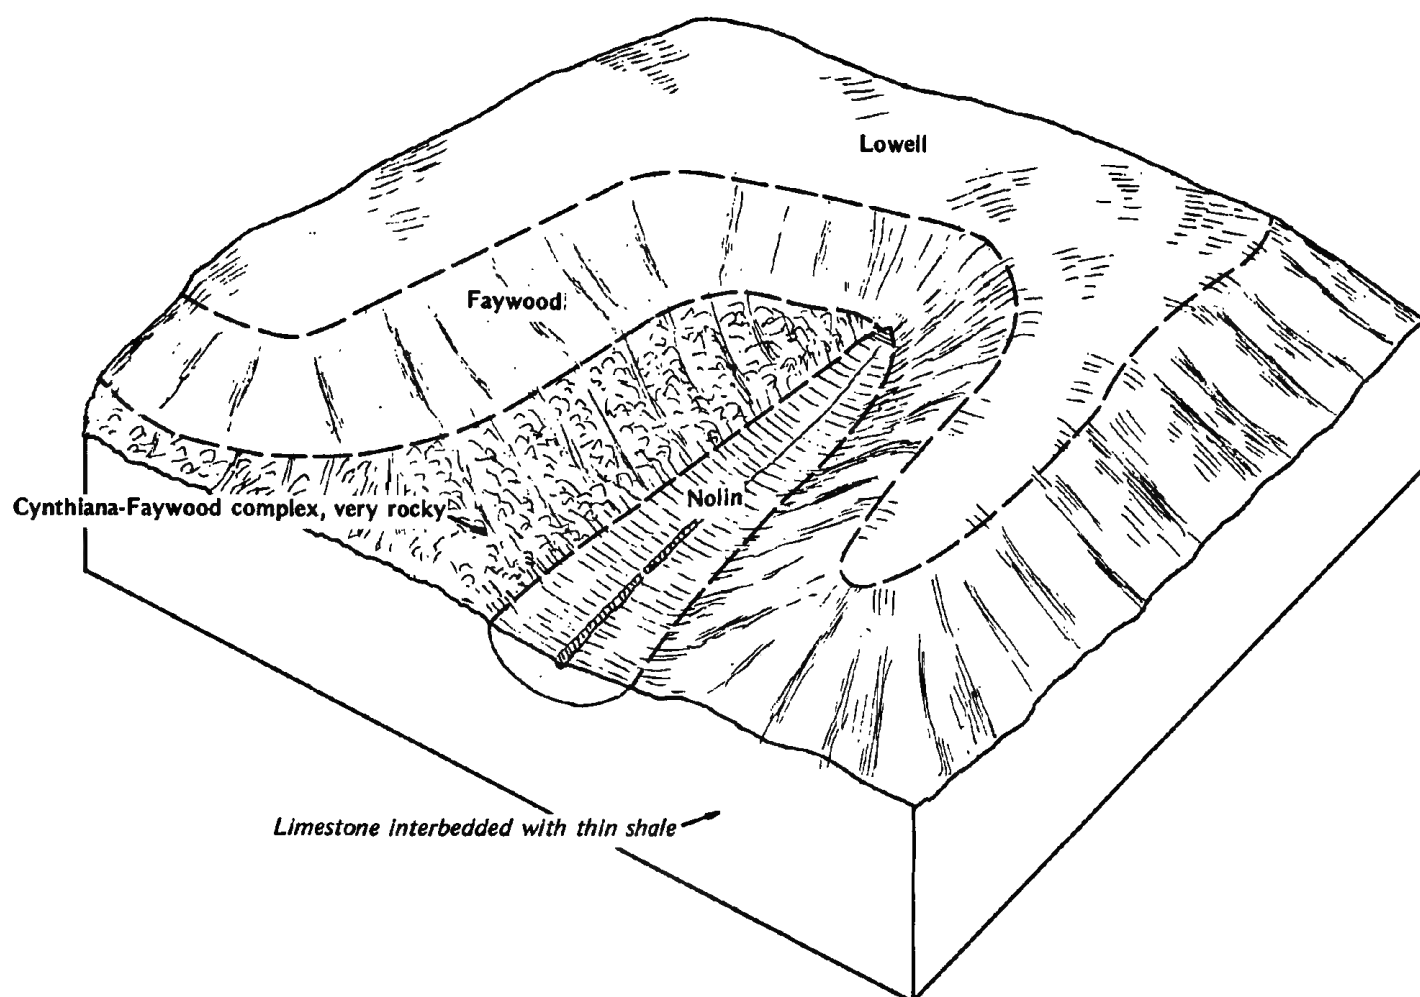 Lowell
Faywood
Nolin
Cynthiana-Faywood complex, very rocky
Limestone interbedded with thin shale